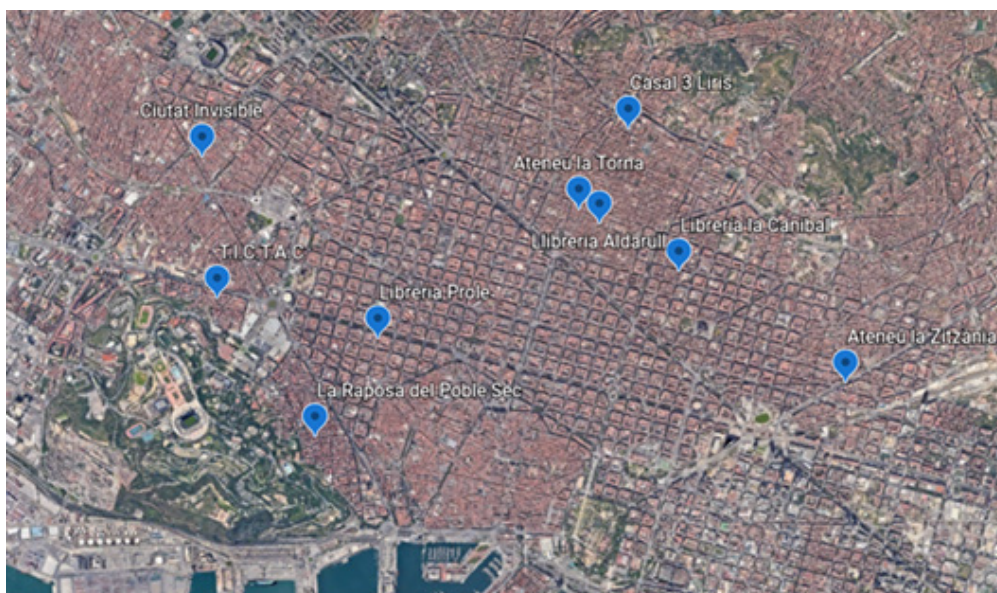 Casal 3 Liris
Ciutat Invisible
Ateneu la Torna
Llibreria la Canibal
Llibreria Aldarull
T.I.C.T.A.C
Llibreria Prole
Ateneu la Zitzània
La Raposa del Poble Sec